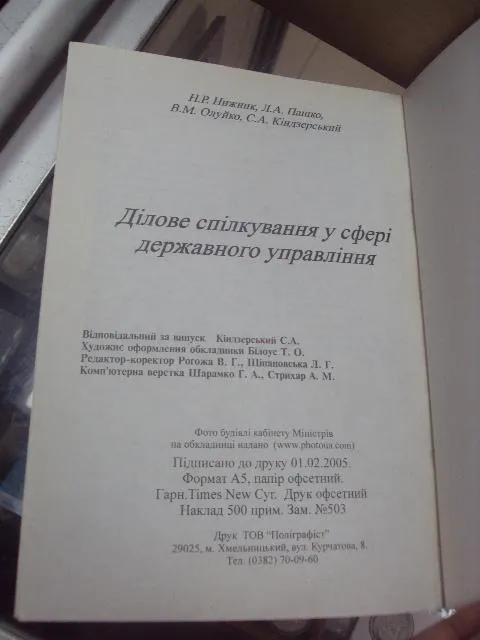 Н.Р. Нижник, Л.А. Пашко,
В.М. Олуйко, С.А. Кіндзерський
Ділове спілкування у сфері
державного управління
Відповідальний за випуск Кіндзерський С.А.
Художнє оформлення обкладинки Білоус Т. О.
Редактор-коректор Рогожа В. Г., Шіпановська Л. Г.
Комп'ютерна верстка Шарамко Г. А., Стрихар А. М.
Фото будівлі кабінету Міністрів
на обкладинці надано (www.photoua.com)
Підписано до друку 01.02.2005.
Формат А5, папір офсетний.
Гарн.Times New Cyr. Друк офсетний
Наклад 500 прим. Зам. №503
Друк ТОВ "Поліграфіст"
29025, м. Хмельницький, вул. Курчатова, 8.
Тел. (0382) 70-09-60